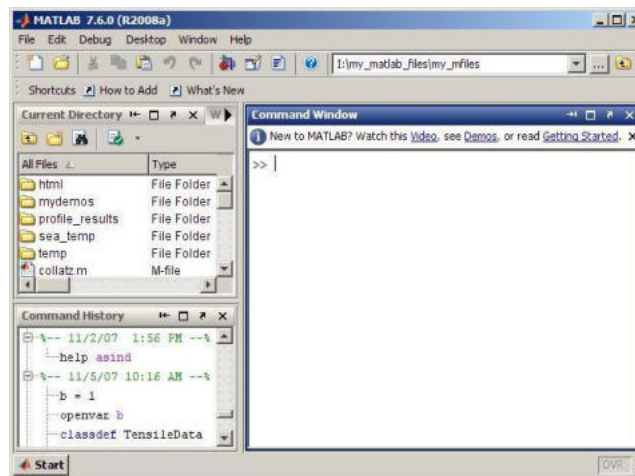 MATLAB 7.6.0 (R2008a)
File Edit Debug Desktop Window Help
I:\my_matlab_files\my_mfiles
Shortcuts How to Add What's New
Current Directory
W
All Files Type
html File Folder
mydemos File Folder
profile_results File Folder
sea_temp File Folder
temp File Folder
collatz.m M-file
Command History
%-- 11/2/07 1:56 PM --%
help asind
%-- 11/5/07 10:16 AM --%
b = 1
openvar b
classdef TensileData
Command Window
New to MATLAB? Watch this Video, see Demos, or read Getting Started.
>>
Start
OVR